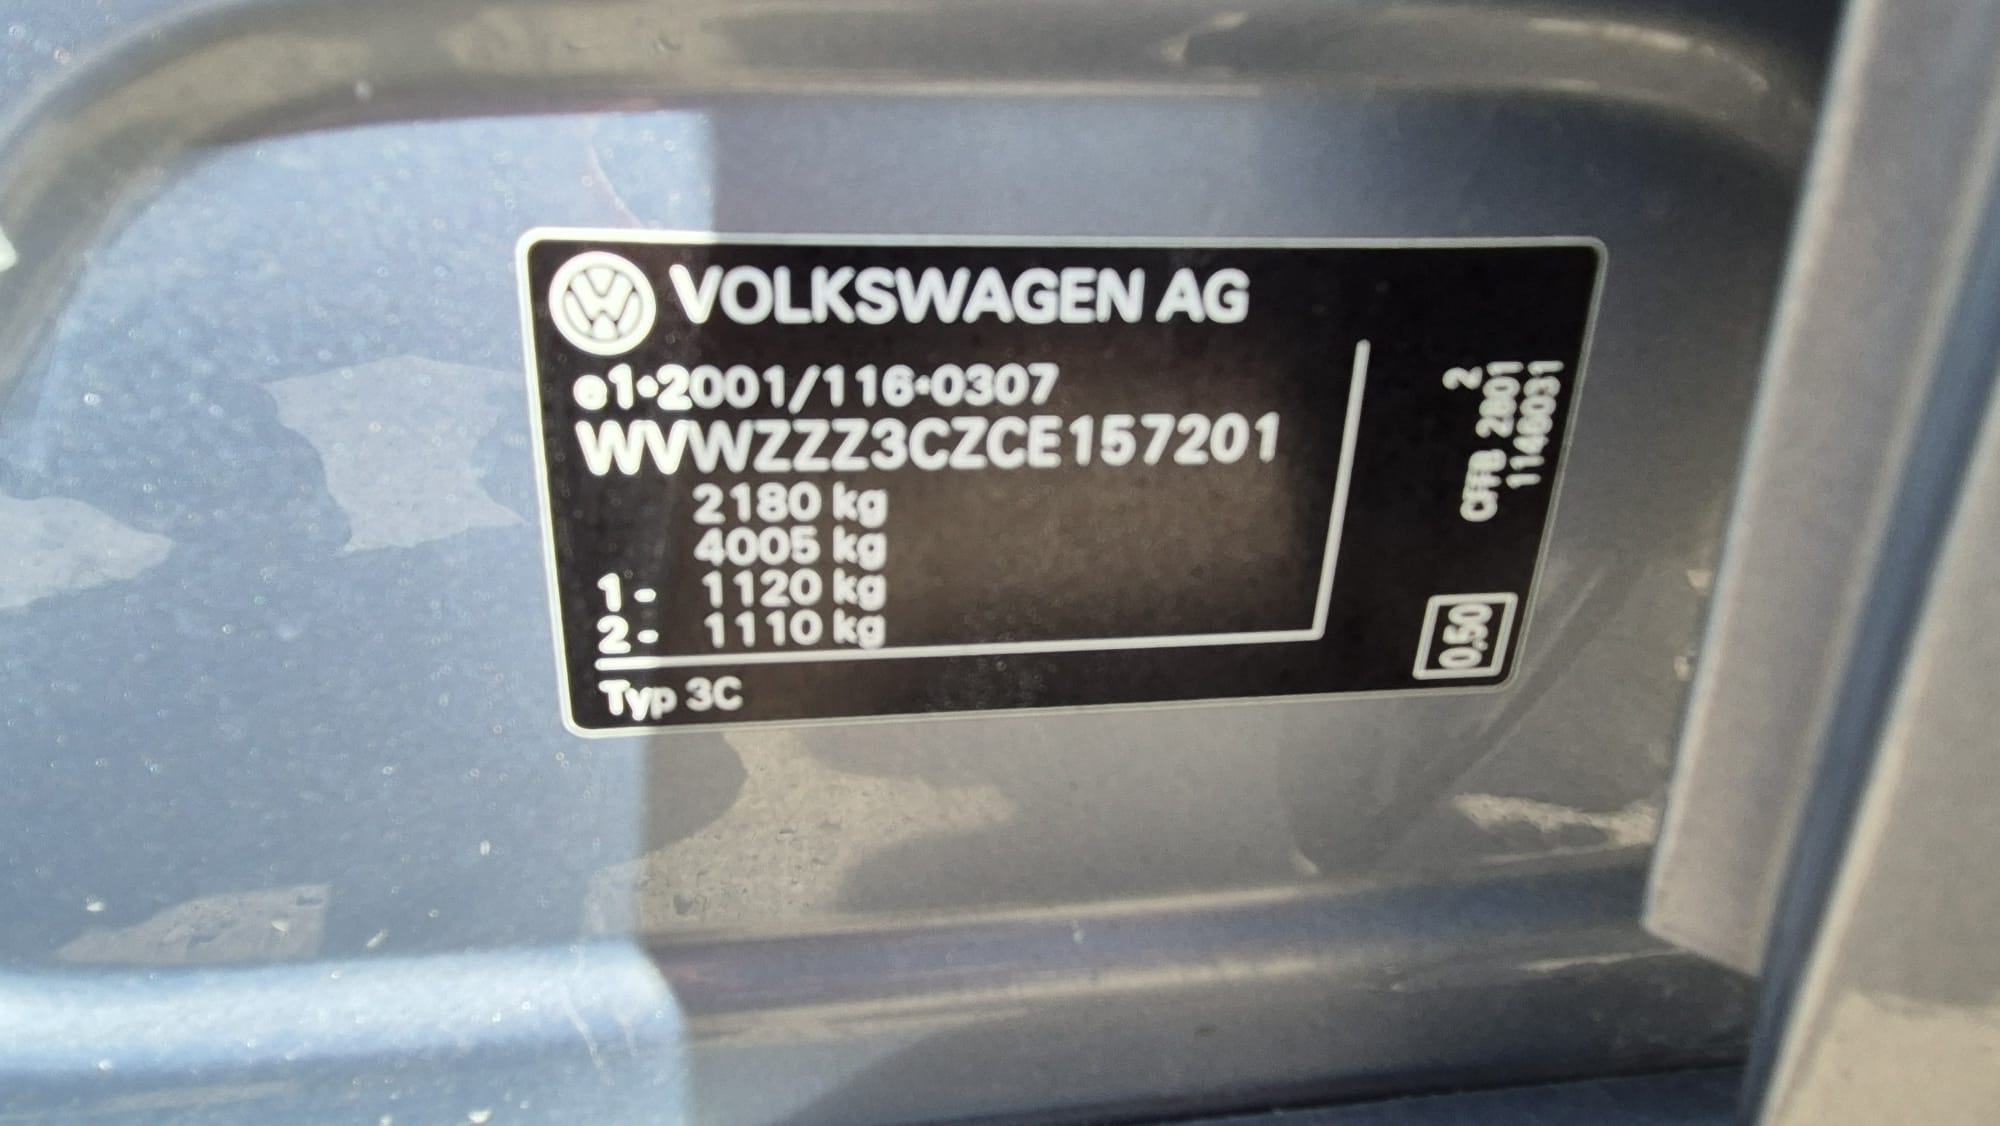 VOLKSWAGEN AG
e1*2001/116*0307
WVWZZZ3CZCE157201
2180 kg
4005 kg
1- 1120 kg
2- 1110 kg
Typ 3C
2
CFFB 2801
1146031
0,50